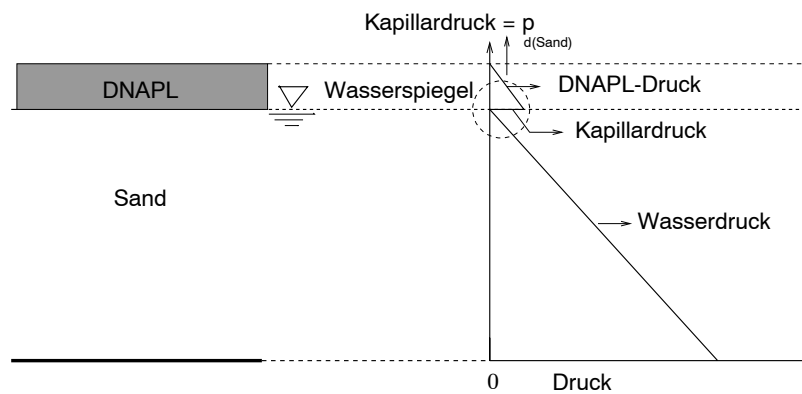 Kapillardruck = p
d(Sand)
DNAPL
Wasserspiegel
DNAPL-Druck
Kapillardruck
Sand
Wasserdruck
0
Druck